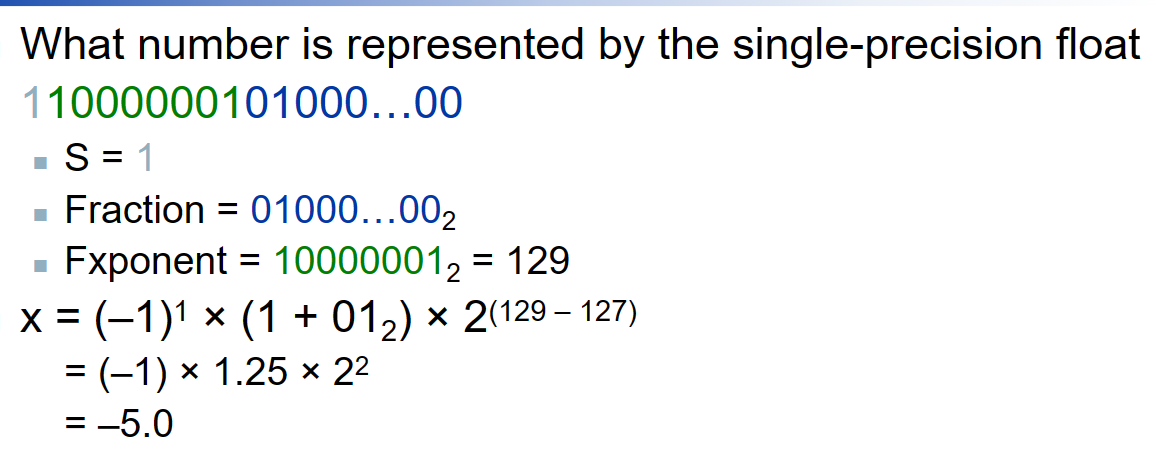 What number is represented by the single-precision float
11000000101000…00
▪ S = 1
▪ Fraction = 01000…00₂
▪ Fxponent = 10000001₂ = 129
x = (–1)¹ × (1 + 01₂) × 2⁽¹²⁹ ⁻ ¹²⁷⁾
= (–1) × 1.25 × 2²
= –5.0